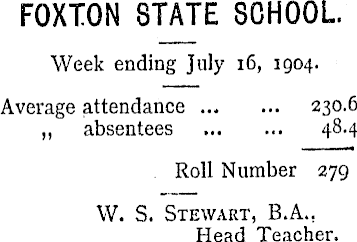 FOXTON STATE SCHOOL.
Week ending July 16, 1904.
Average attendance ... ... 230.6
„ absentees ... ... 48.4
Roll Number 279
W. S. STEWART, B.A.,
Head Teacher.